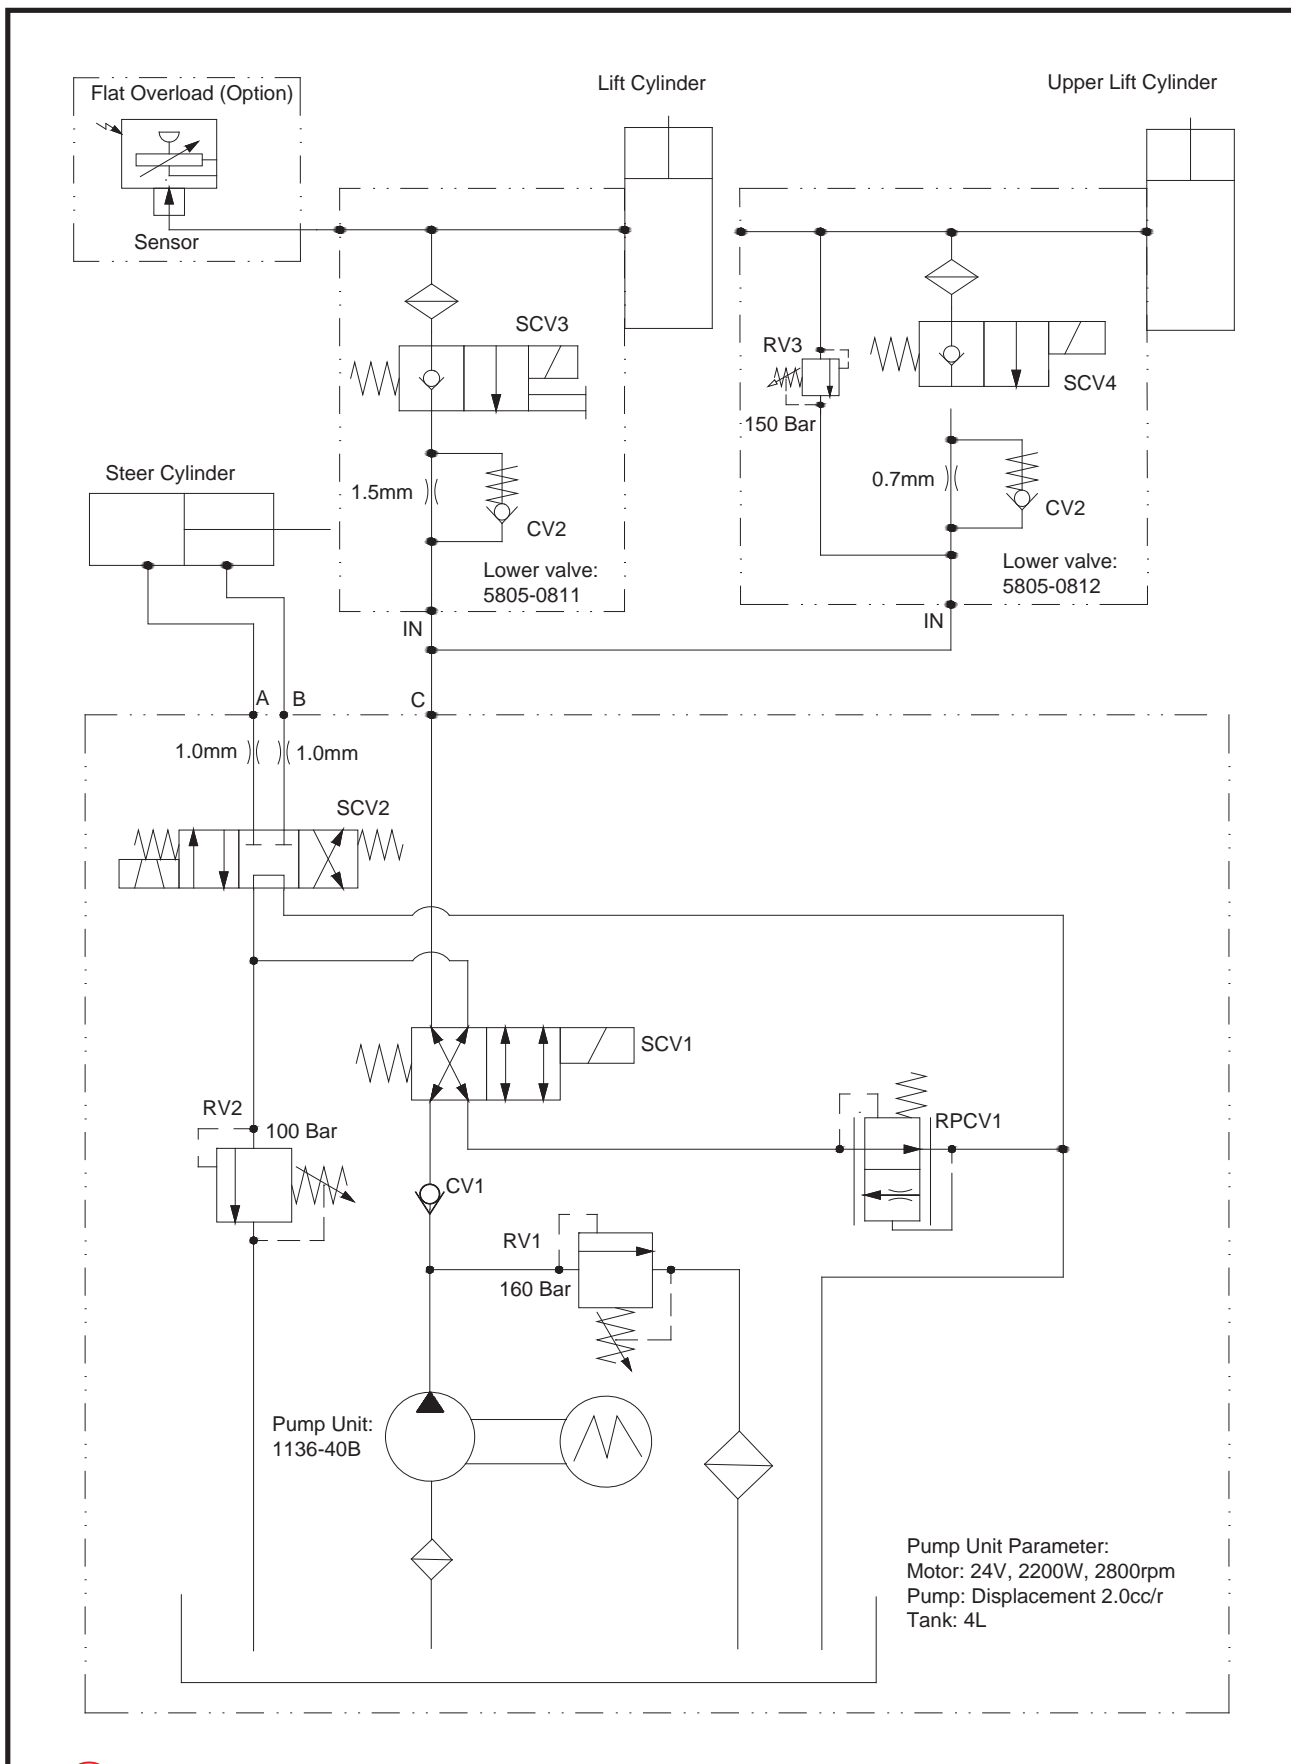 Lift Cylinder
Upper Lift Cylinder
Flat Overload (Option)
Sensor
SCV3
RV3
SCV4
150 Bar
Steer Cylinder
1.5mm
0.7mm
CV2
CV2
Lower valve:
5805-0811
Lower valve:
5805-0812
IN
IN
A
B
C
1.0mm
1.0mm
SCV2
SCV1
RV2
100 Bar
RPCV1
CV1
RV1
160 Bar
Pump Unit:
1136-40B
Pump Unit Parameter:
Motor: 24V, 2200W, 2800rpm
Pump: Displacement 2.0cc/r
Tank: 4L